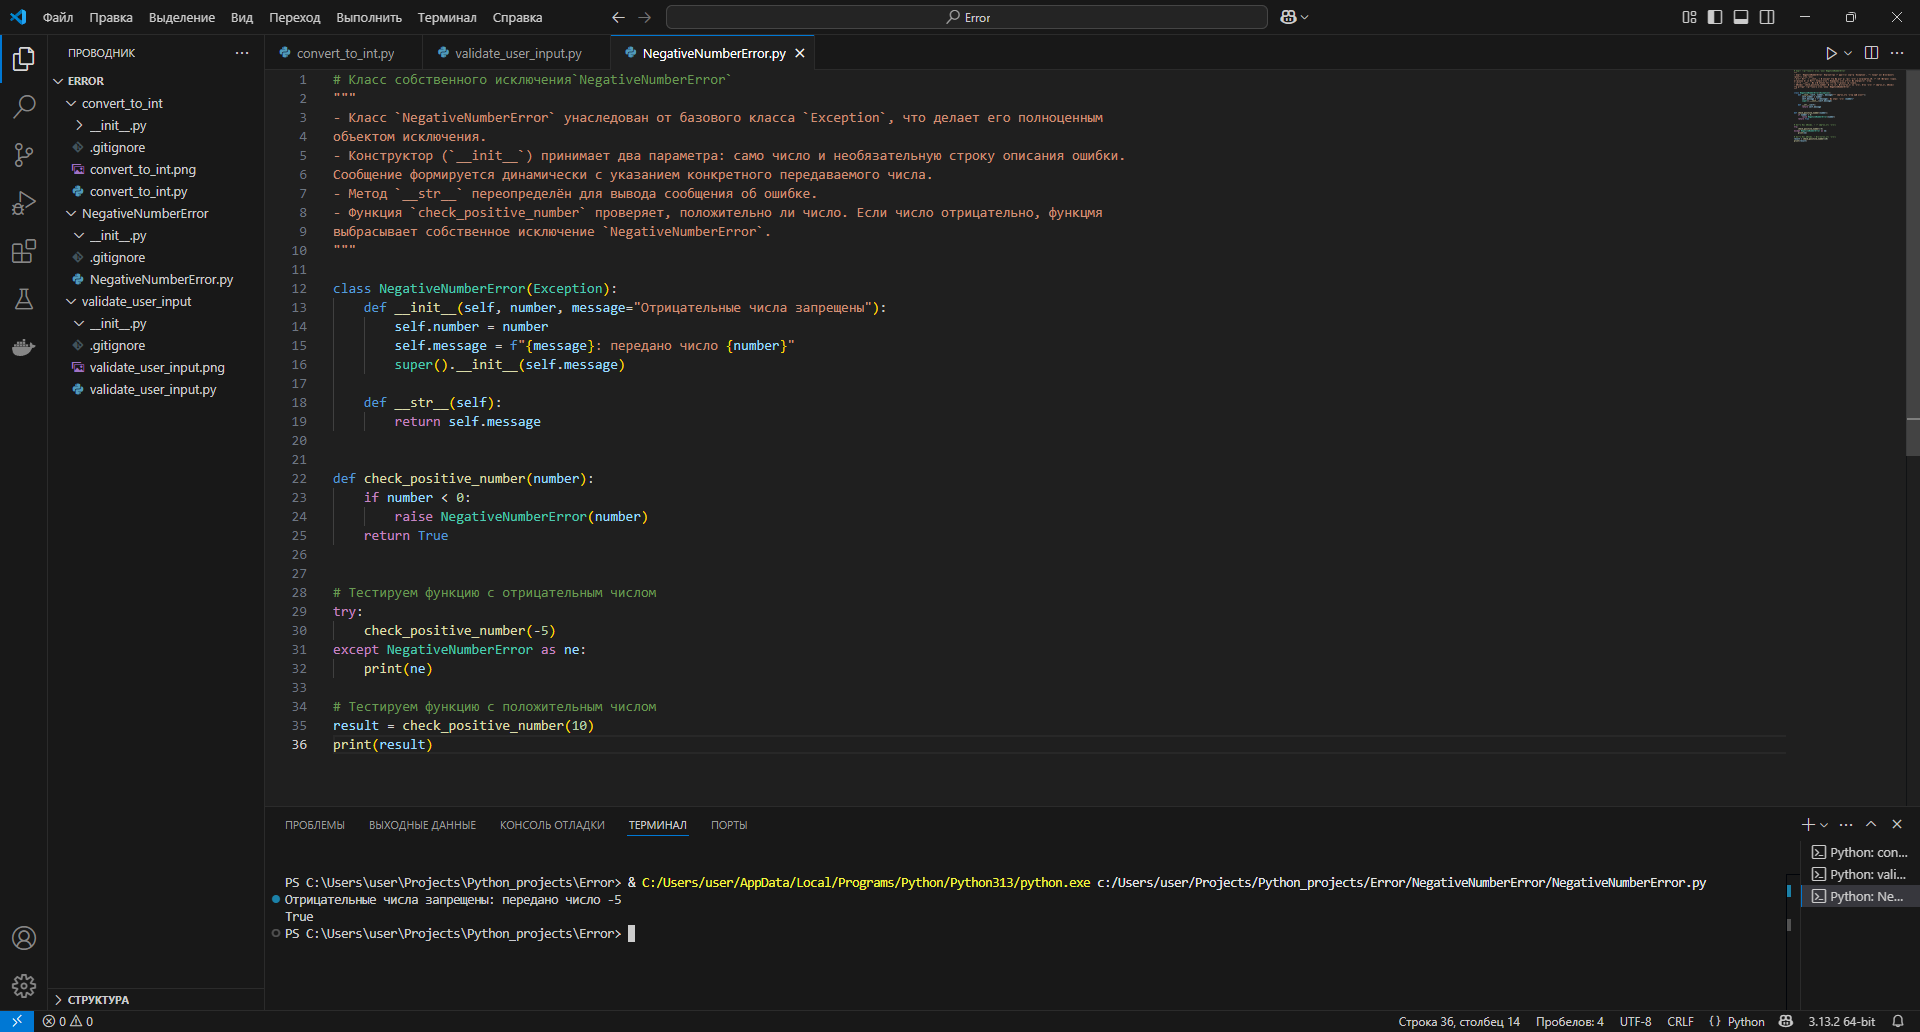 Файл Правка Выделение Вид Переход Выполнить Терминал Справка
Error
ПРОВОДНИК
ERROR
convert_to_int
__init__.py
.gitignore
convert_to_int.png
convert_to_int.py
NegativeNumberError
__init__.py
.gitignore
NegativeNumberError.py
validate_user_input
__init__.py
.gitignore
validate_user_input.png
validate_user_input.py
СТРУКТУРА
convert_to_int.py validate_user_input.py NegativeNumberError.py
1 # Класс собственного исключения`NegativeNumberError`
2 """
3 - Класс `NegativeNumberError` унаследован от базового класса `Exception`, что делает его полноценным
4 объектом исключения.
5 - Конструктор (`__init__`) принимает два параметра: само число и необязательную строку описания ошибки.
6 Сообщение формируется динамически с указанием конкретного передаваемого числа.
7 - Метод `__str__` переопределён для вывода сообщения об ошибке.
8 - Функция `check_positive_number` проверяет, положительно ли число. Если число отрицательно, функцмя
9 выбрасывает собственное исключение `NegativeNumberError`.
10 """
11
12 class NegativeNumberError(Exception):
13     def __init__(self, number, message="Отрицательные числа запрещены"):
14         self.number = number
15         self.message = f"{message}: передано число {number}"
16         super().__init__(self.message)
17
18     def __str__(self):
19         return self.message
20
21
22 def check_positive_number(number):
23     if number < 0:
24         raise NegativeNumberError(number)
25     return True
26
27
28 # Тестируем функцию с отрицательным числом
29 try:
30     check_positive_number(-5)
31 except NegativeNumberError as ne:
32     print(ne)
33
34 # Тестируем функцию с положительным числом
35 result = check_positive_number(10)
36 print(result)
ПРОБЛЕМЫ ВЫХОДНЫЕ ДАННЫЕ КОНСОЛЬ ОТЛАДКИ ТЕРМИНАЛ ПОРТЫ
PS C:\Users\user\Projects\Python_projects\Error> & C:/Users/user/AppData/Local/Programs/Python/Python313/python.exe c:/Users/user/Projects/Python_projects/Error/NegativeNumberError/NegativeNumberError.py
Отрицательные числа запрещены: передано число -5
True
PS C:\Users\user\Projects\Python_projects\Error>
Python: con...
Python: vali...
Python: Ne...
0 0 Строка 36, столбец 14 Пробелов: 4 UTF-8 CRLF {} Python 3.13.2 64-bit